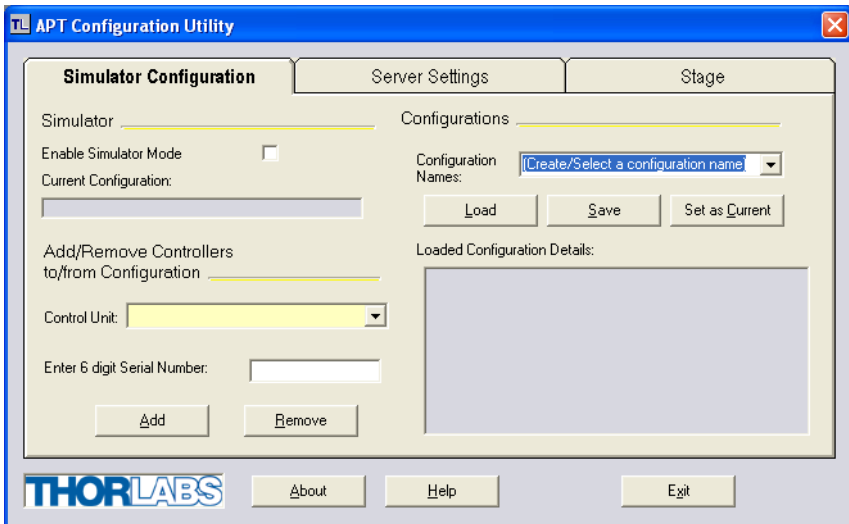 TL APT Configuration Utility
Simulator Configuration
Server Settings
Stage
Simulator
Enable Simulator Mode
Current Configuration:
Add/Remove Controllers
to/from Configuration
Control Unit:
Enter 6 digit Serial Number:
Add
Remove
Configurations
Configuration
Names:
(Create/Select a configuration name)
Load
Save
Set as Current
Loaded Configuration Details:
THORLABS
About
Help
Exit